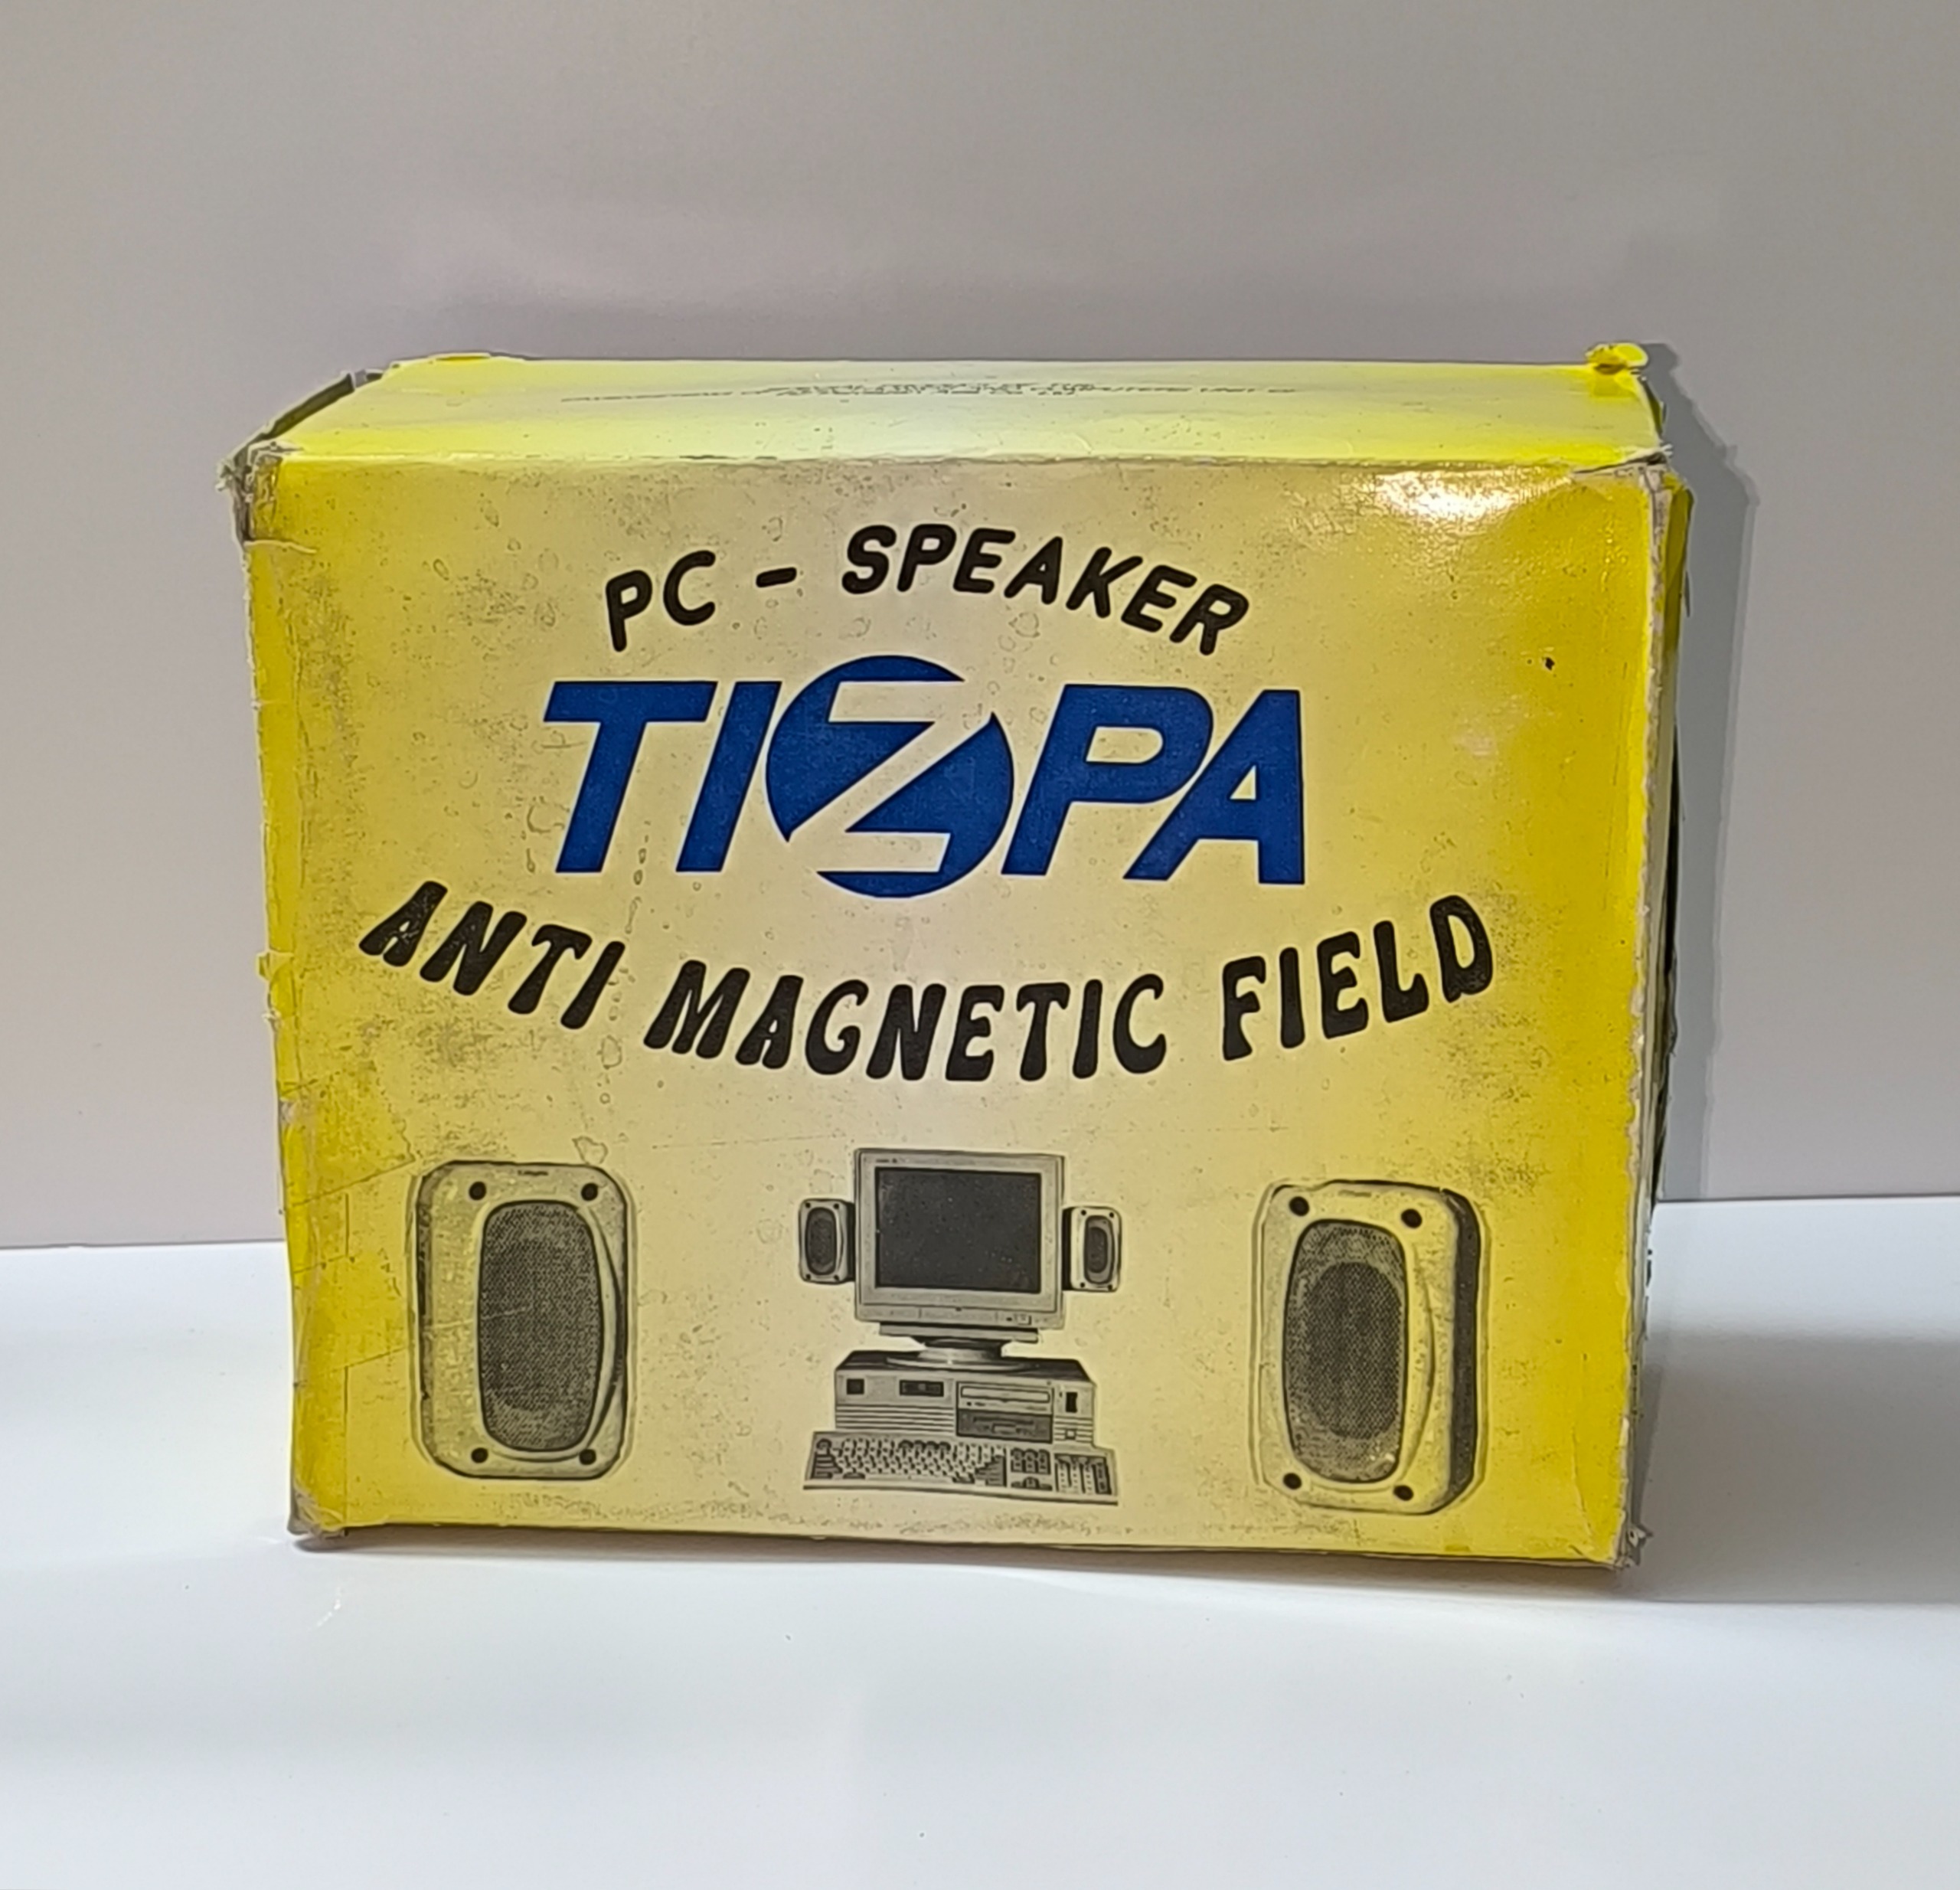 PC - SPEAKER
TIZPA
ANTI MAGNETIC FIELD